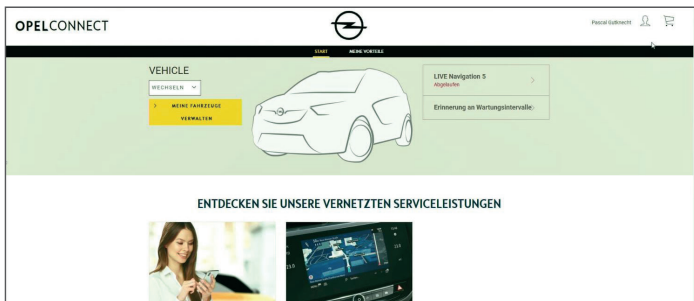 OPELCONNECT
Pascal Gutknecht
START MEINE VORTEILE
VEHICLE
WECHSELN
MEINE FAHRZEUGE
VERWALTEN
LIVE Navigation 5
Abgelaufen
Erinnerung an Wartungsintervalle
ENTDECKEN SIE UNSERE VERNETZTEN SERVICELEISTUNGEN